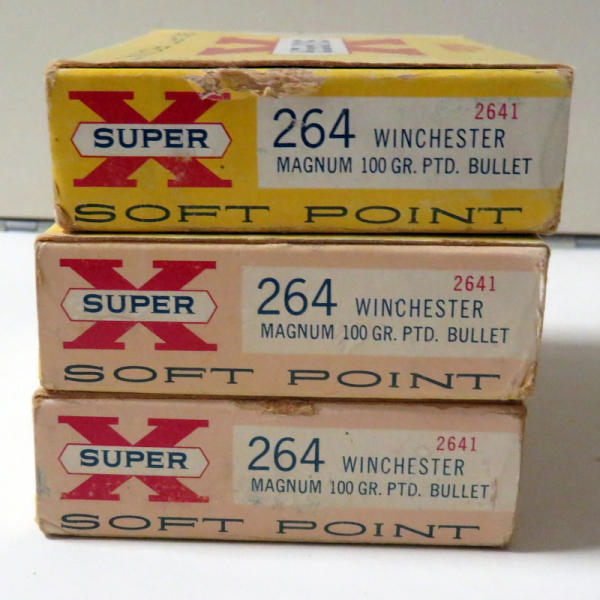 X
SUPER
264 WINCHESTER
2641
MAGNUM 100 GR. PTD. BULLET
SOFT POINT
X
SUPER
264 WINCHESTER
2641
MAGNUM 100 GR. PTD. BULLET
SOFT POINT
X
SUPER
264 WINCHESTER
2641
MAGNUM 100 GR. PTD. BULLET
SOFT POINT